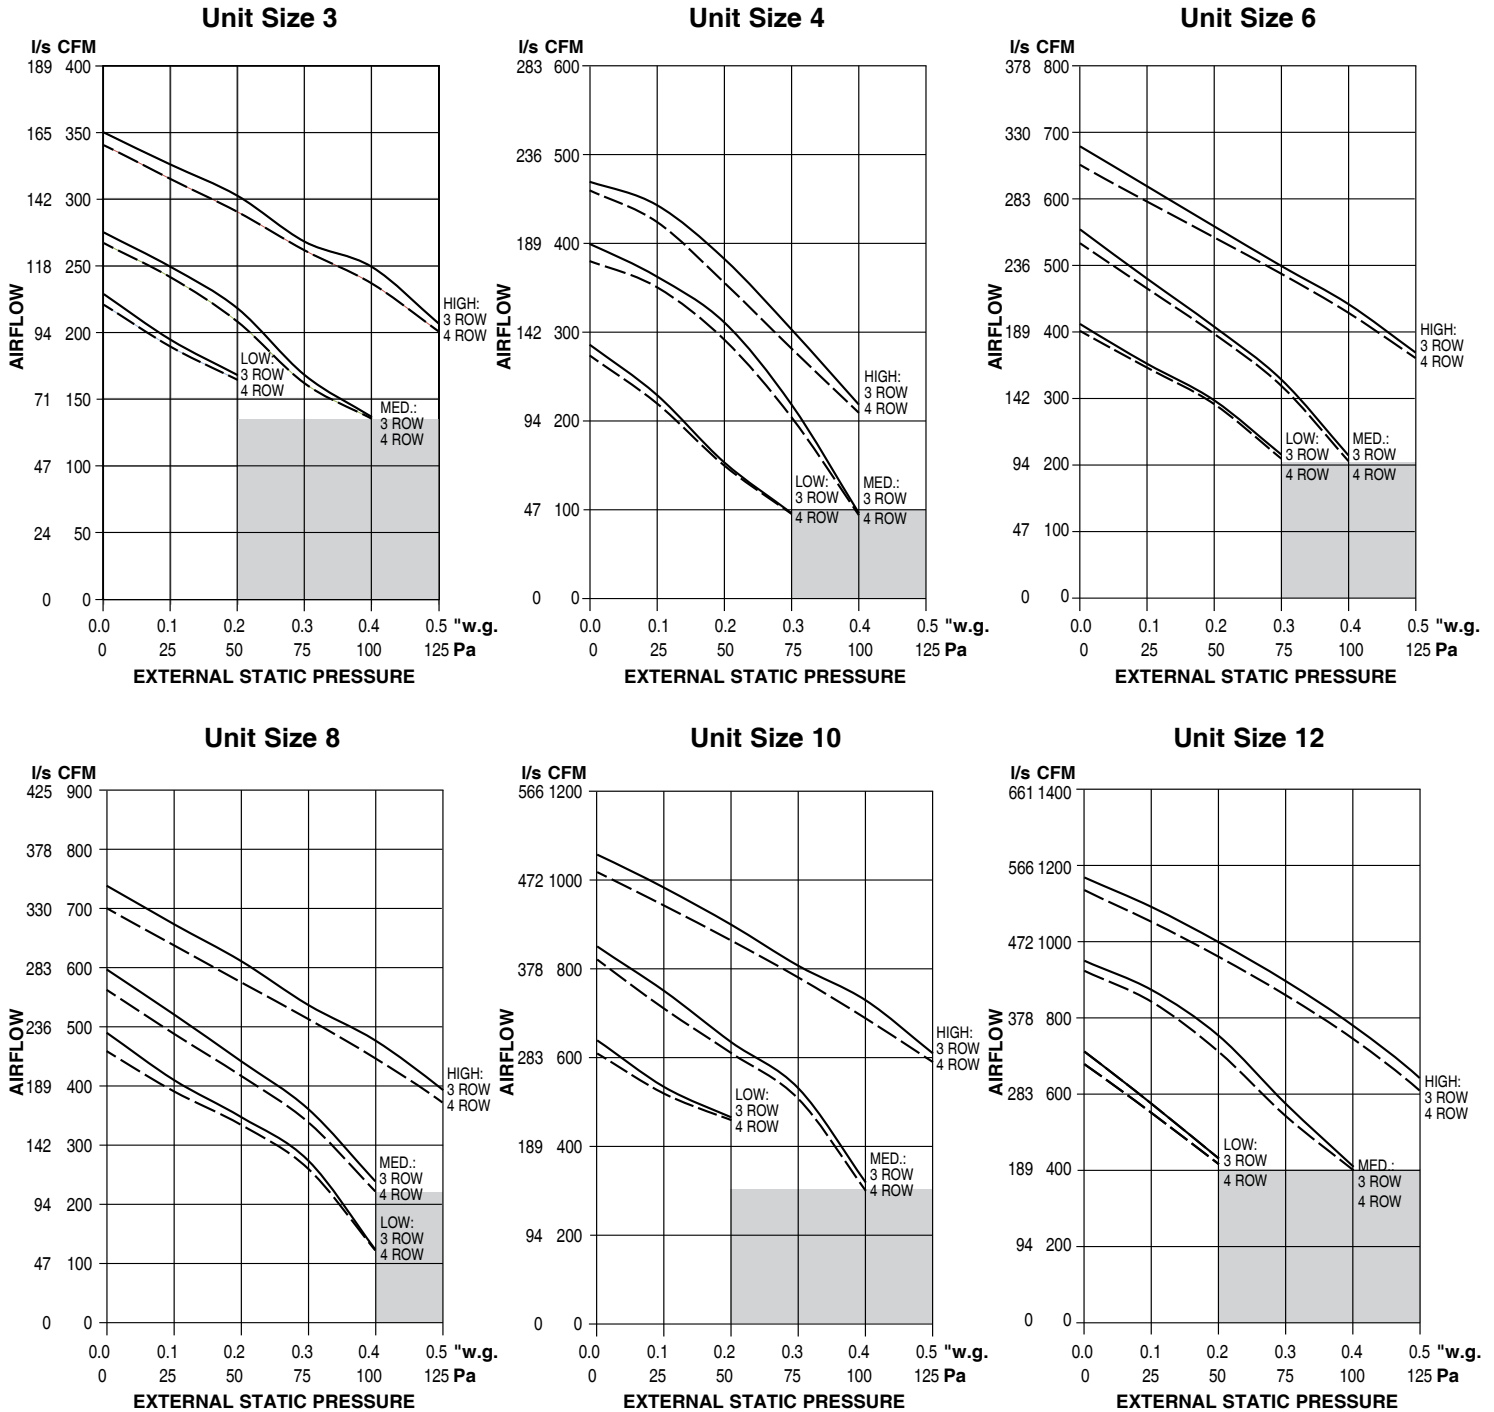 Unit Size 3
l/s CFM
189 400
165 350
142 300
118 250
94 200
71 150
47 100
24 50
0 0
AIRFLOW
HIGH:
3 ROW
4 ROW
LOW:
3 ROW
4 ROW
MED.:
3 ROW
4 ROW
0.0 0.1 0.2 0.3 0.4 0.5 "w.g.
0 25 50 75 100 125 Pa
EXTERNAL STATIC PRESSURE
Unit Size 4
l/s CFM
283 600
236 500
189 400
142 300
94 200
47 100
0 0
AIRFLOW
HIGH:
3 ROW
4 ROW
LOW:
3 ROW
4 ROW
MED.:
3 ROW
4 ROW
0.0 0.1 0.2 0.3 0.4 0.5 "w.g.
0 25 50 75 100 125 Pa
EXTERNAL STATIC PRESSURE
Unit Size 6
l/s CFM
378 800
330 700
283 600
236 500
189 400
142 300
94 200
47 100
0 0
AIRFLOW
HIGH:
3 ROW
4 ROW
LOW:
3 ROW
4 ROW
MED.:
3 ROW
4 ROW
0.0 0.1 0.2 0.3 0.4 0.5 "w.g.
0 25 50 75 100 125 Pa
EXTERNAL STATIC PRESSURE
Unit Size 8
l/s CFM
425 900
378 800
330 700
283 600
236 500
189 400
142 300
94 200
47 100
0 0
AIRFLOW
HIGH:
3 ROW
4 ROW
MED.:
3 ROW
4 ROW
LOW:
3 ROW
4 ROW
0.0 0.1 0.2 0.3 0.4 0.5 "w.g.
0 25 50 75 100 125 Pa
EXTERNAL STATIC PRESSURE
Unit Size 10
l/s CFM
566 1200
472 1000
378 800
283 600
189 400
94 200
0 0
AIRFLOW
HIGH:
3 ROW
4 ROW
LOW:
3 ROW
4 ROW
MED.:
3 ROW
4 ROW
0.0 0.1 0.2 0.3 0.4 0.5 "w.g.
0 25 50 75 100 125 Pa
EXTERNAL STATIC PRESSURE
Unit Size 12
l/s CFM
661 1400
566 1200
472 1000
378 800
283 600
189 400
94 200
0 0
AIRFLOW
HIGH:
3 ROW
4 ROW
LOW:
3 ROW
4 ROW
MED.:
3 ROW
4 ROW
0.0 0.1 0.2 0.3 0.4 0.5 "w.g.
0 25 50 75 100 125 Pa
EXTERNAL STATIC PRESSURE